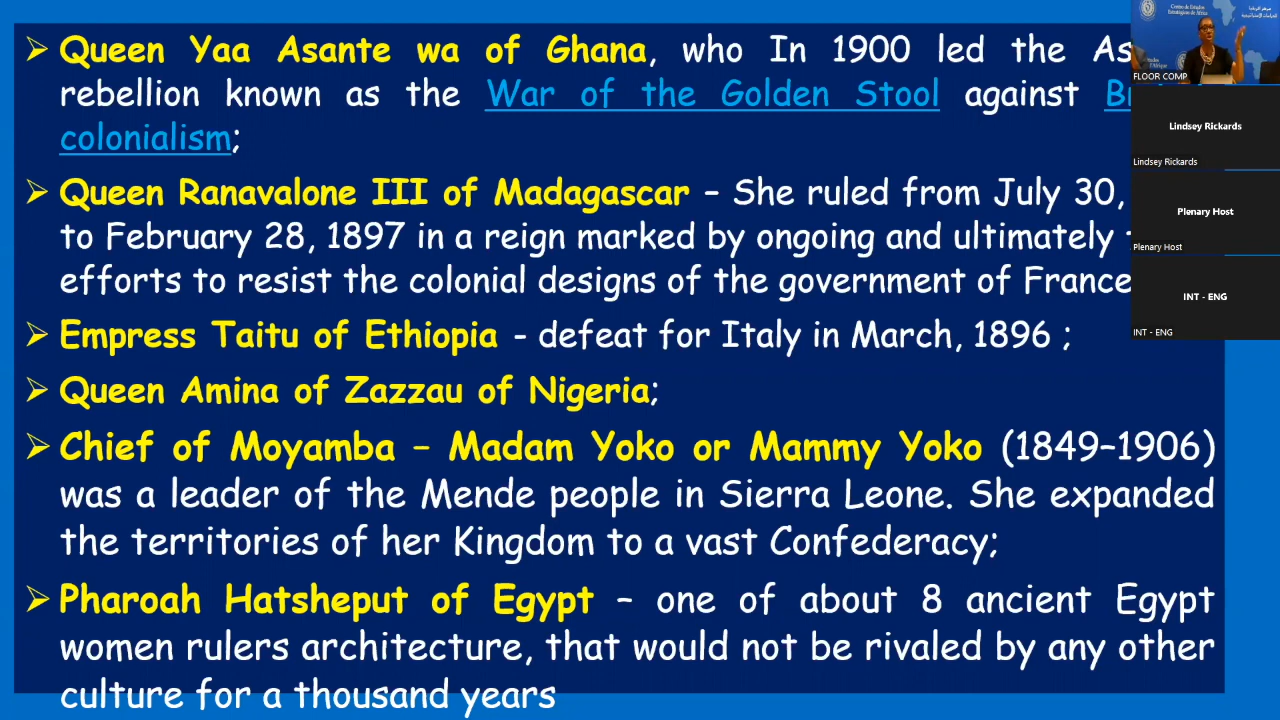 ➢ Queen Yaa Asante wa of Ghana, who In 1900 led the
rebellion known as the War of the Golden Stool against
colonialism;
➢ Queen Ranavalone III of Madagascar – She ruled from July 30,
to February 28, 1897 in a reign marked by ongoing and ultimately
efforts to resist the colonial designs of the government of France
➢ Empress Taitu of Ethiopia - defeat for Italy in March, 1896 ;
➢ Queen Amina of Zazzau of Nigeria;
➢ Chief of Moyamba – Madam Yoko or Mammy Yoko (1849–1906)
was a leader of the Mende people in Sierra Leone. She expanded
the territories of her Kingdom to a vast Confederacy;
➢ Pharoah Hatsheput of Egypt – one of about 8 ancient Egypt
women rulers architecture, that would not be rivaled by any other
culture for a thousand years
FLOOR COMP
Lindsey Rickards
Lindsey Rickards
Plenary Host
Plenary Host
INT - ENG
INT - ENG